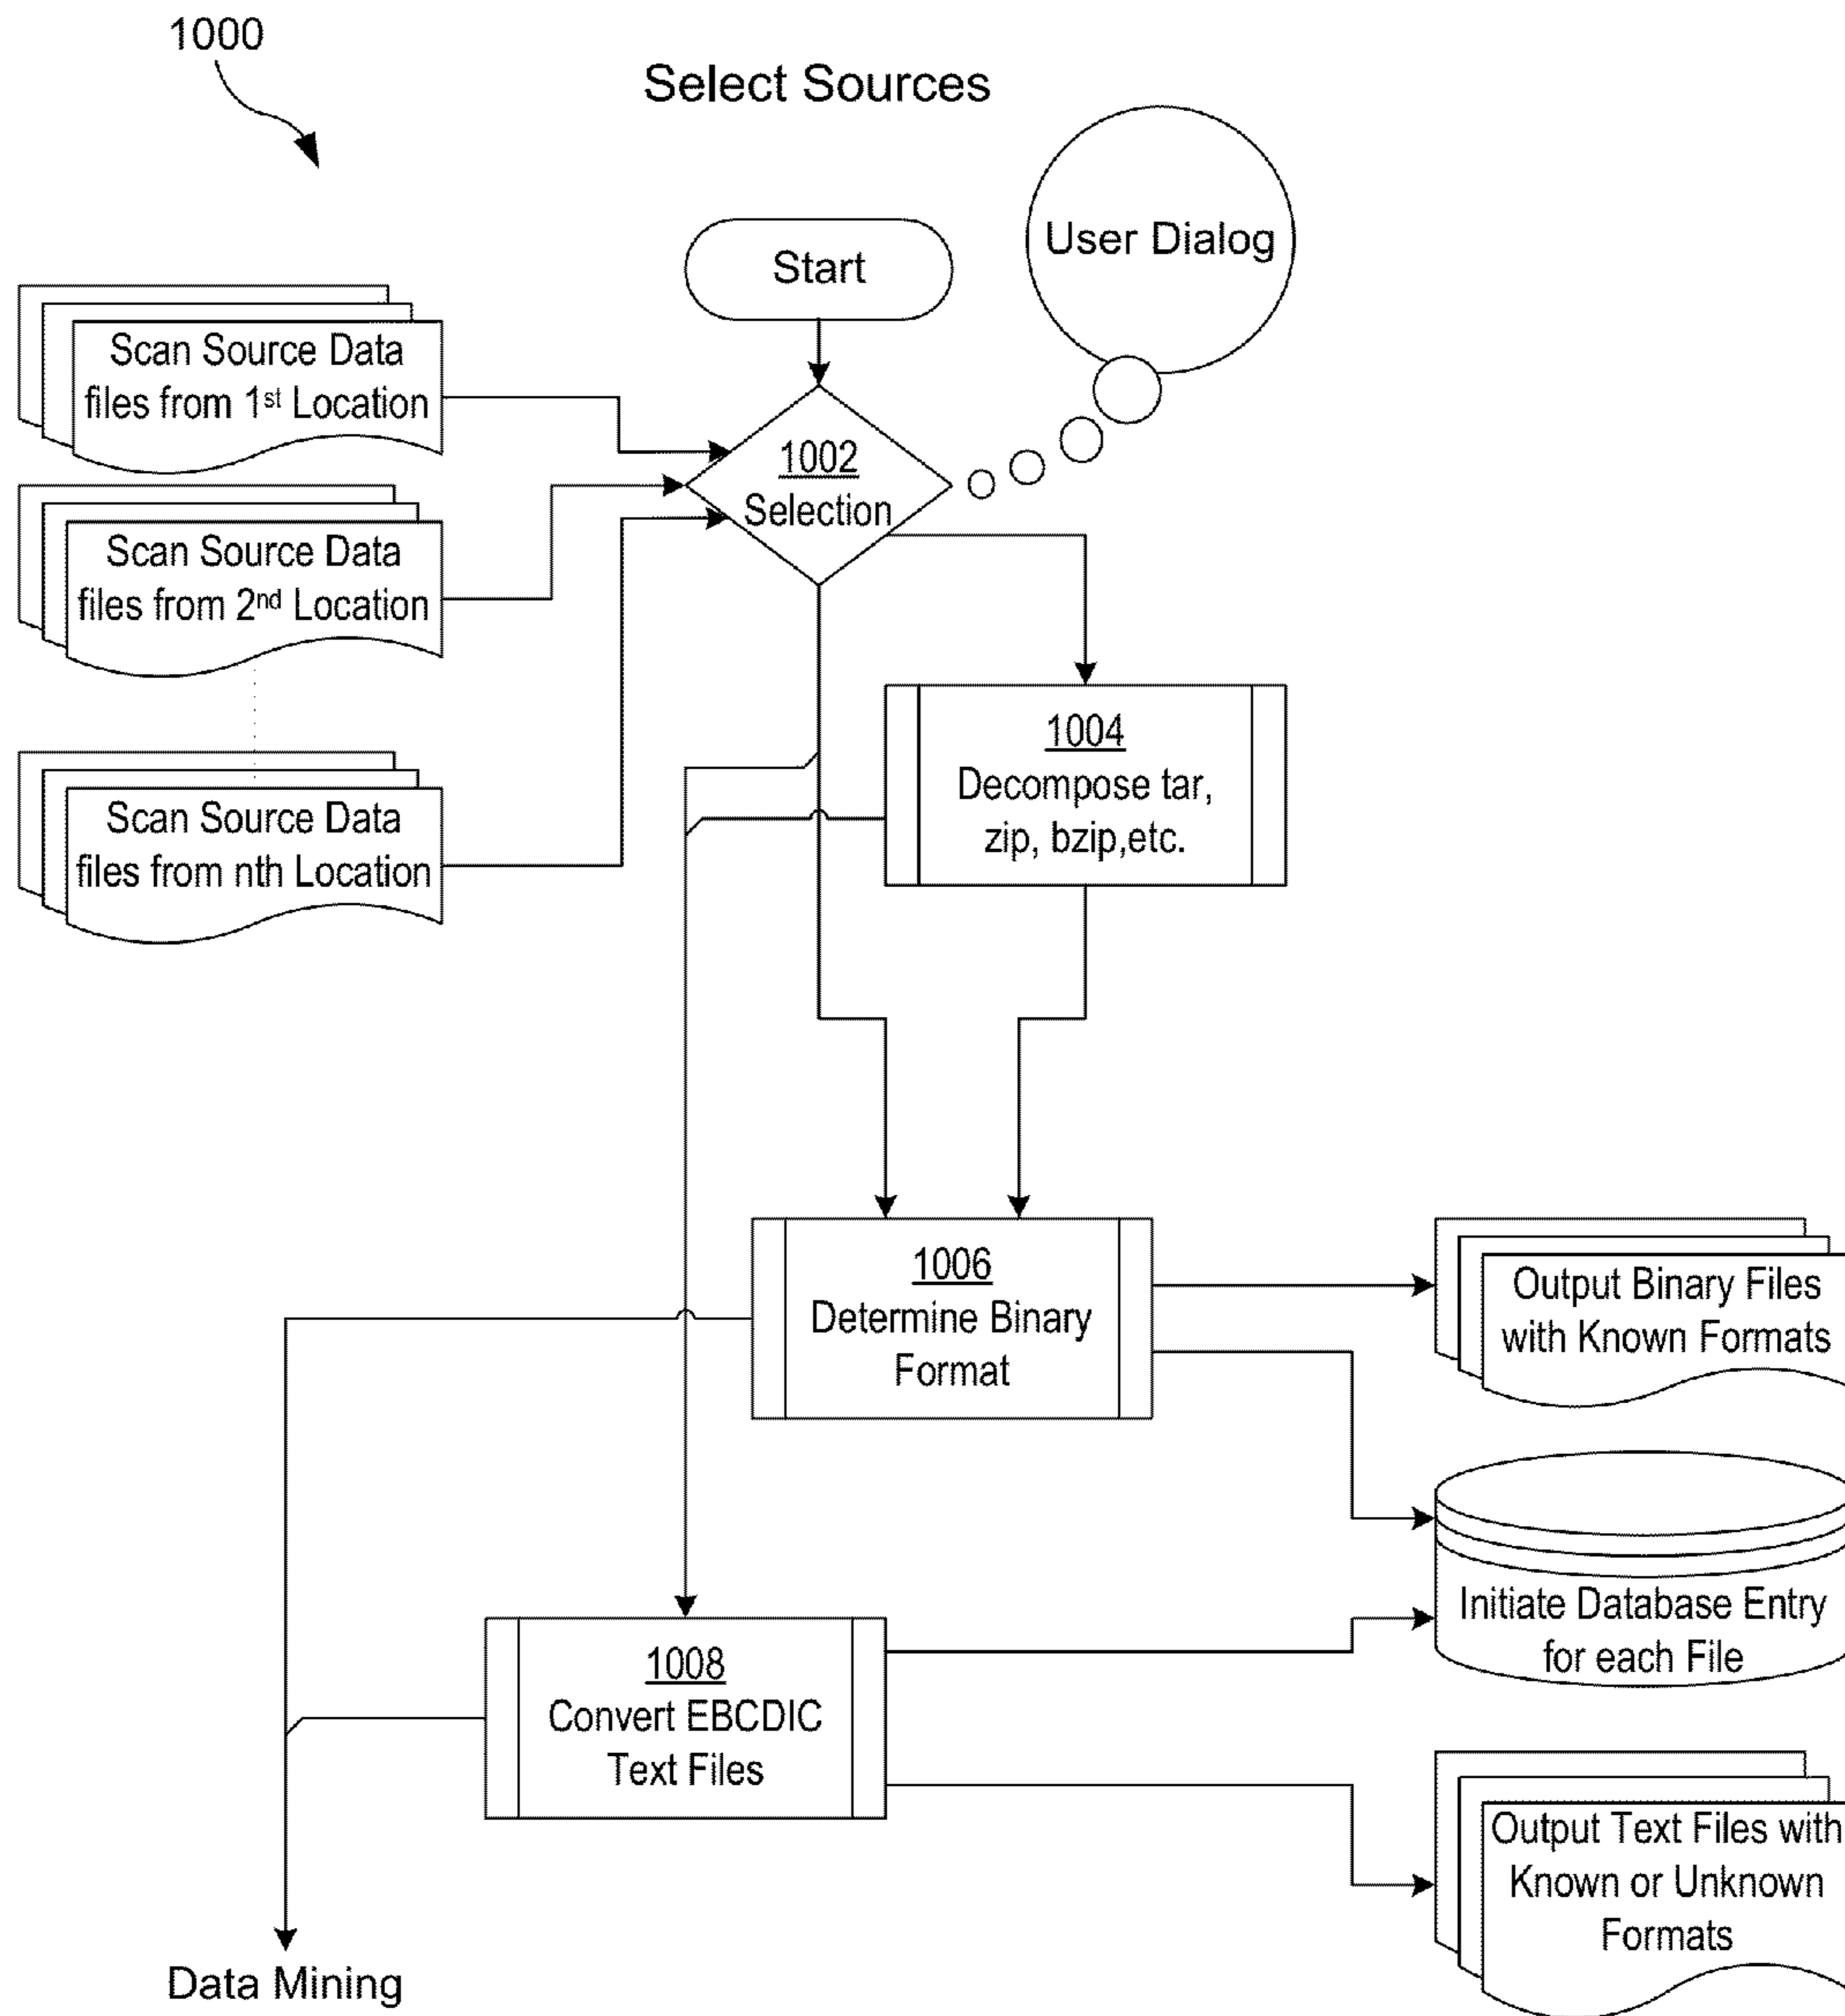 1000
Select Sources
User Dialog
Start
Scan Source Data
files from 1st Location
1002
Selection
Scan Source Data
files from 2nd Location
1004
Decompose tar,
zip, bzip,etc.
Scan Source Data
files from nth Location
1006
Determine Binary
Format
Output Binary Files
with Known Formats
Initiate Database Entry
for each File
1008
Convert EBCDIC
Text Files
Output Text Files with
Known or Unknown
Formats
Data Mining